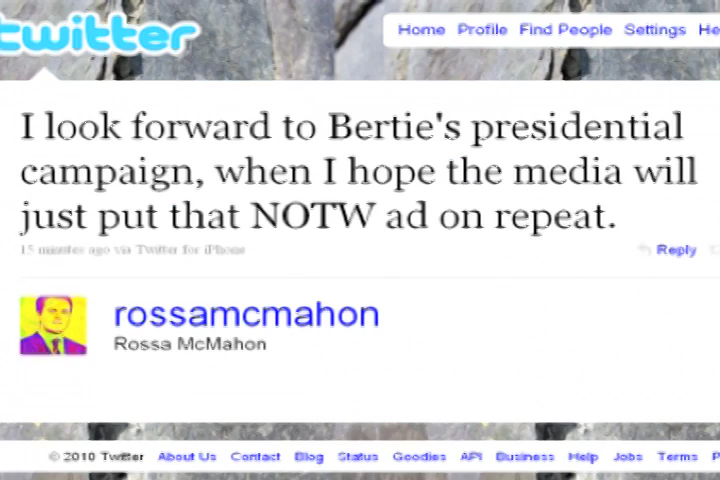 twitter
Home Profile Find People Settings He
I look forward to Bertie's presidential
campaign, when I hope the media will
just put that NOTW ad on repeat.
15 minutes ago via Twitter for iPhone
Reply
rossamcmahon
Rossa McMahon
© 2010 Twitter About Us Contact Blog Status Goodies API Business Help Jobs Terms P